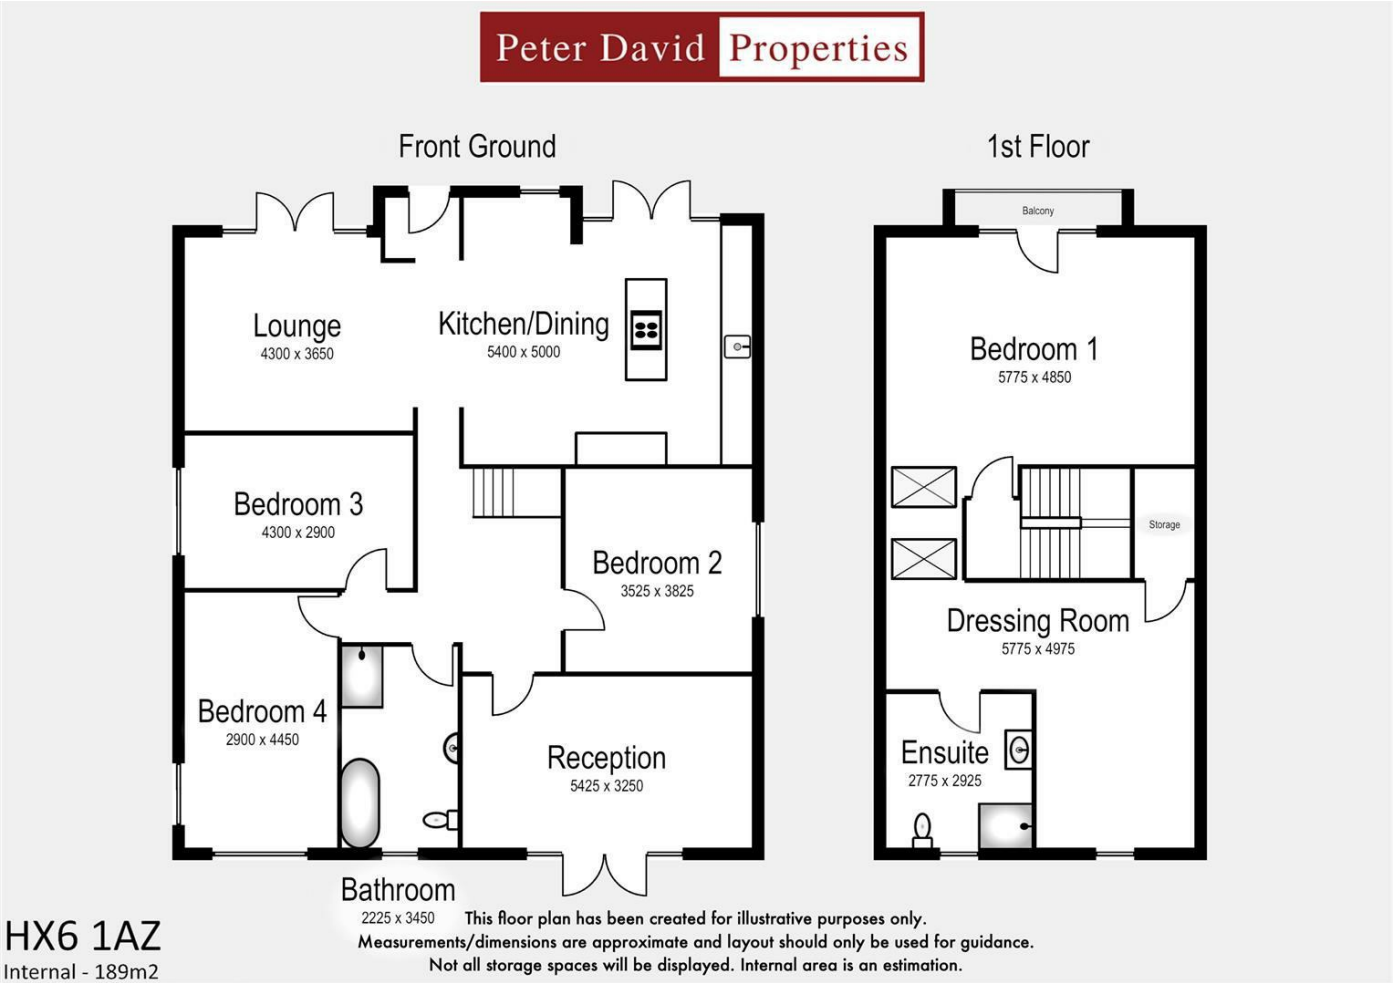 Peter David Properties
Front Ground
1st Floor
Balcony
Lounge
4300 x 3650
Kitchen/Dining
5400 x 5000
Bedroom 1
5775 x 4850
Bedroom 3
4300 x 2900
Bedroom 2
3525 x 3825
Storage
Dressing Room
5775 x 4975
Bedroom 4
2900 x 4450
Reception
5425 x 3250
Ensuite
2775 x 2925
Bathroom
2225 x 3450
This floor plan has been created for illustrative purposes only.
Measurements/dimensions are approximate and layout should only be used for guidance.
Not all storage spaces will be displayed. Internal area is an estimation.
HX6 1AZ
Internal - 189m2